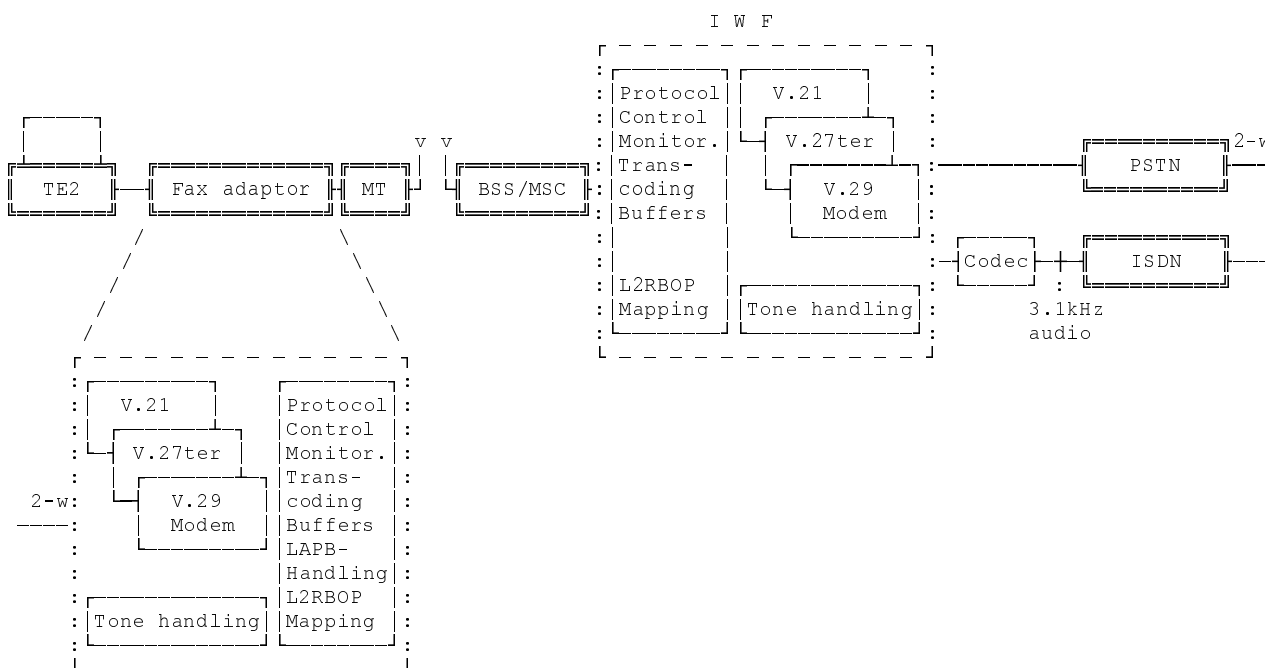 I W F
Protocol V.21
Control
v v Monitor. V.27ter 2-w
Trans-
TE2 Fax adaptor MT BSS/MSC coding V.29 PSTN
Buffers Modem
Codec ISDN
L2RBOP
Mapping Tone handling 3.1kHz
audio
V.21 Protocol
Control
V.27ter Monitor.
Trans-
2-w V.29 coding
Modem Buffers
LAPB-
Handling
L2RBOP
Tone handling Mapping